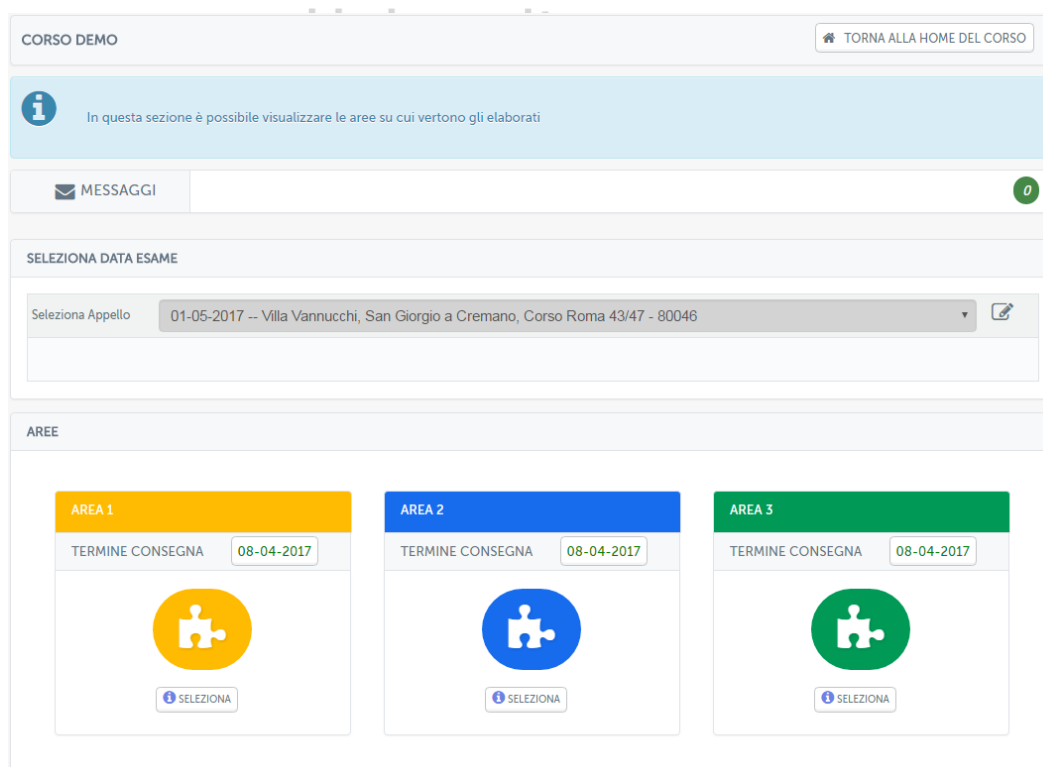 CORSO DEMO
TORNA ALLA HOME DEL CORSO
In questa sezione è possibile visualizzare le aree su cui vertono gli elaborati
MESSAGGI
0
SELEZIONA DATA ESAME
Seleziona Appello
01-05-2017 -- Villa Vannucchi, San Giorgio a Cremano, Corso Roma 43/47 - 80046
AREE
AREA 1
TERMINE CONSEGNA 08-04-2017
SELEZIONA
AREA 2
TERMINE CONSEGNA 08-04-2017
SELEZIONA
AREA 3
TERMINE CONSEGNA 08-04-2017
SELEZIONA